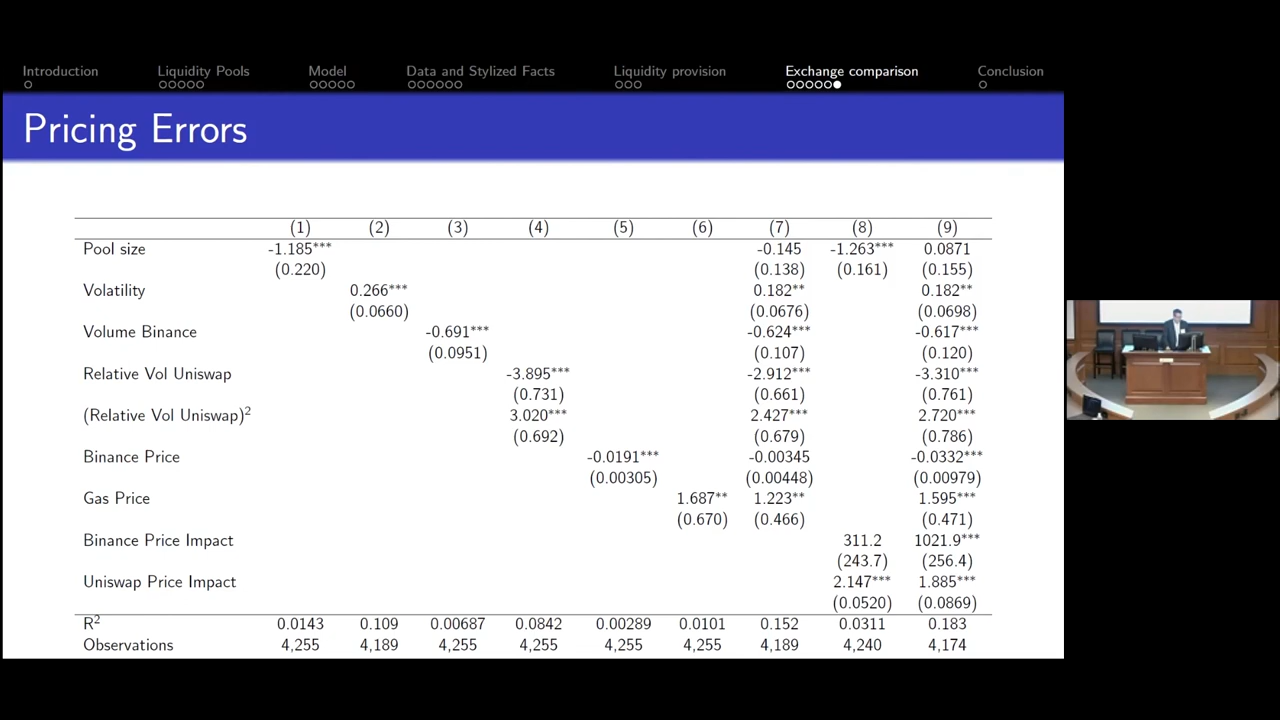 Introduction Liquidity Pools Model Data and Stylized Facts Liquidity provision Exchange comparison Conclusion
Pricing Errors
(1) (2) (3) (4) (5) (6) (7) (8) (9)
Pool size -1.185*** -0.145 -1.263*** 0.0871
(0.220) (0.138) (0.161) (0.155)
Volatility 0.266*** 0.182** 0.182**
(0.0660) (0.0676) (0.0698)
Volume Binance -0.691*** -0.624*** -0.617***
(0.0951) (0.107) (0.120)
Relative Vol Uniswap -3.895*** -2.912*** -3.310***
(0.731) (0.661) (0.761)
(Relative Vol Uniswap)² 3.020*** 2.427*** 2.720***
(0.692) (0.679) (0.786)
Binance Price -0.0191*** -0.00345 -0.0332***
(0.00305) (0.00448) (0.00979)
Gas Price 1.687** 1.223** 1.595***
(0.670) (0.466) (0.471)
Binance Price Impact 311.2 1021.9***
(243.7) (256.4)
Uniswap Price Impact 2.147*** 1.885***
(0.0520) (0.0869)
R² 0.0143 0.109 0.00687 0.0842 0.00289 0.0101 0.152 0.0311 0.183
Observations 4,255 4,189 4,255 4,255 4,255 4,255 4,189 4,240 4,174